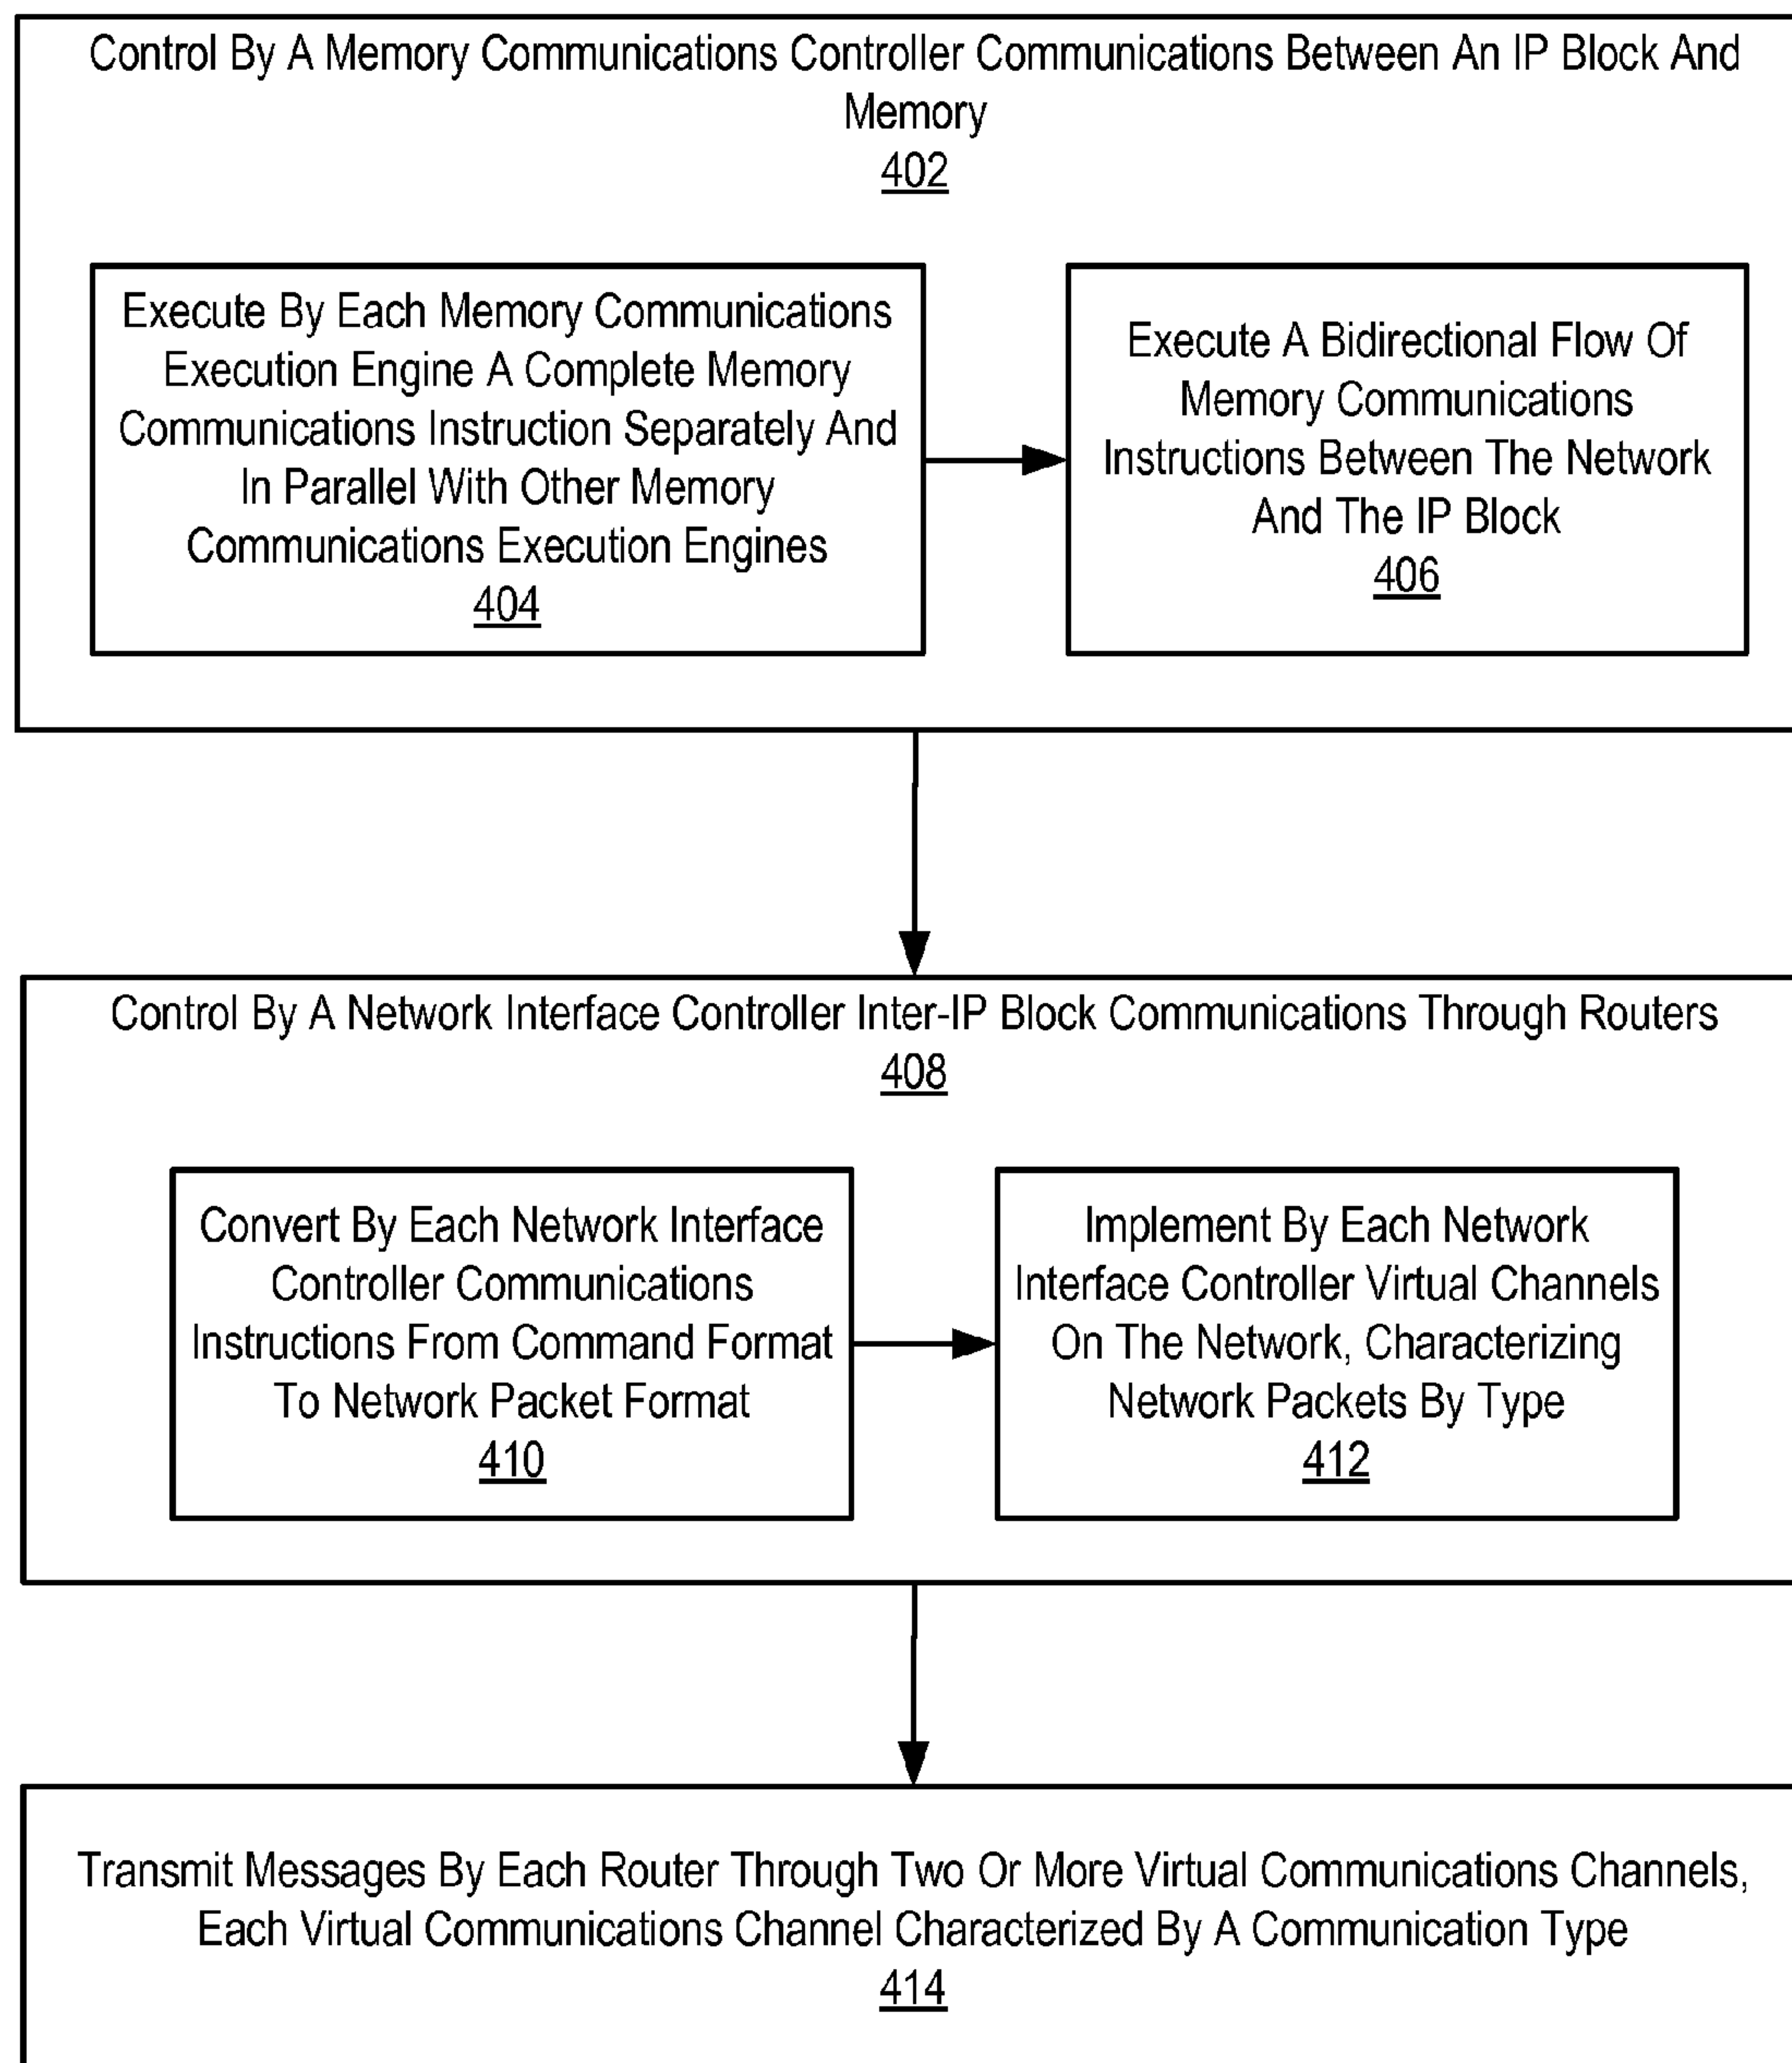 Control By A Memory Communications Controller Communications Between An IP Block And
Memory
402
Execute By Each Memory Communications
Execution Engine A Complete Memory
Communications Instruction Separately And
In Parallel With Other Memory
Communications Execution Engines
404
Execute A Bidirectional Flow Of
Memory Communications
Instructions Between The Network
And The IP Block
406
Control By A Network Interface Controller Inter-IP Block Communications Through Routers
408
Convert By Each Network Interface
Controller Communications
Instructions From Command Format
To Network Packet Format
410
Implement By Each Network
Interface Controller Virtual Channels
On The Network, Characterizing
Network Packets By Type
412
Transmit Messages By Each Router Through Two Or More Virtual Communications Channels,
Each Virtual Communications Channel Characterized By A Communication Type
414